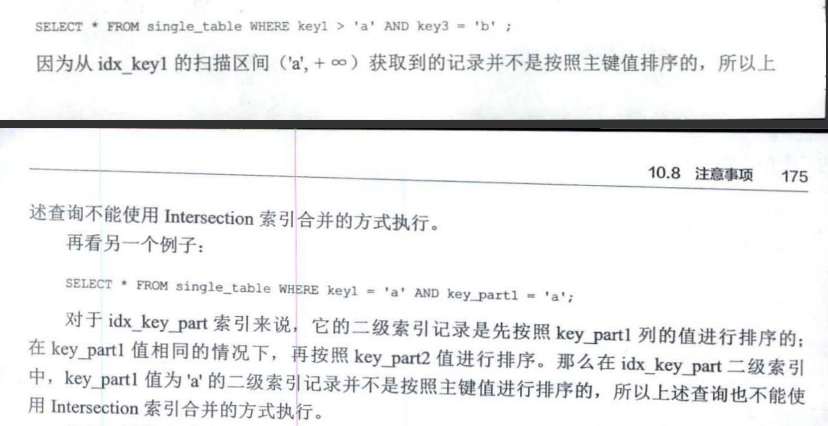 SELECT * FROM single_table WHERE key1 > 'a' AND key3 = 'b' ;
因为从 idx_key1 的扫描区间（'a', + ∞）获取到的记录并不是按照主键值排序的，所以上
10.8 注意事项 175
述查询不能使用 Intersection 索引合并的方式执行。
再看另一个例子：
SELECT * FROM single_table WHERE key1 = 'a' AND key_part1 = 'a';
对于 idx_key_part 索引来说，它的二级索引记录是先按照 key_part1 列的值进行排序的；
在 key_part1 值相同的情况下，再按照 key_part2 值进行排序。那么在 idx_key_part 二级索引
中，key_part1 值为 'a' 的二级索引记录并不是按照主键值进行排序的，所以上述查询也不能使
用 Intersection 索引合并的方式执行。